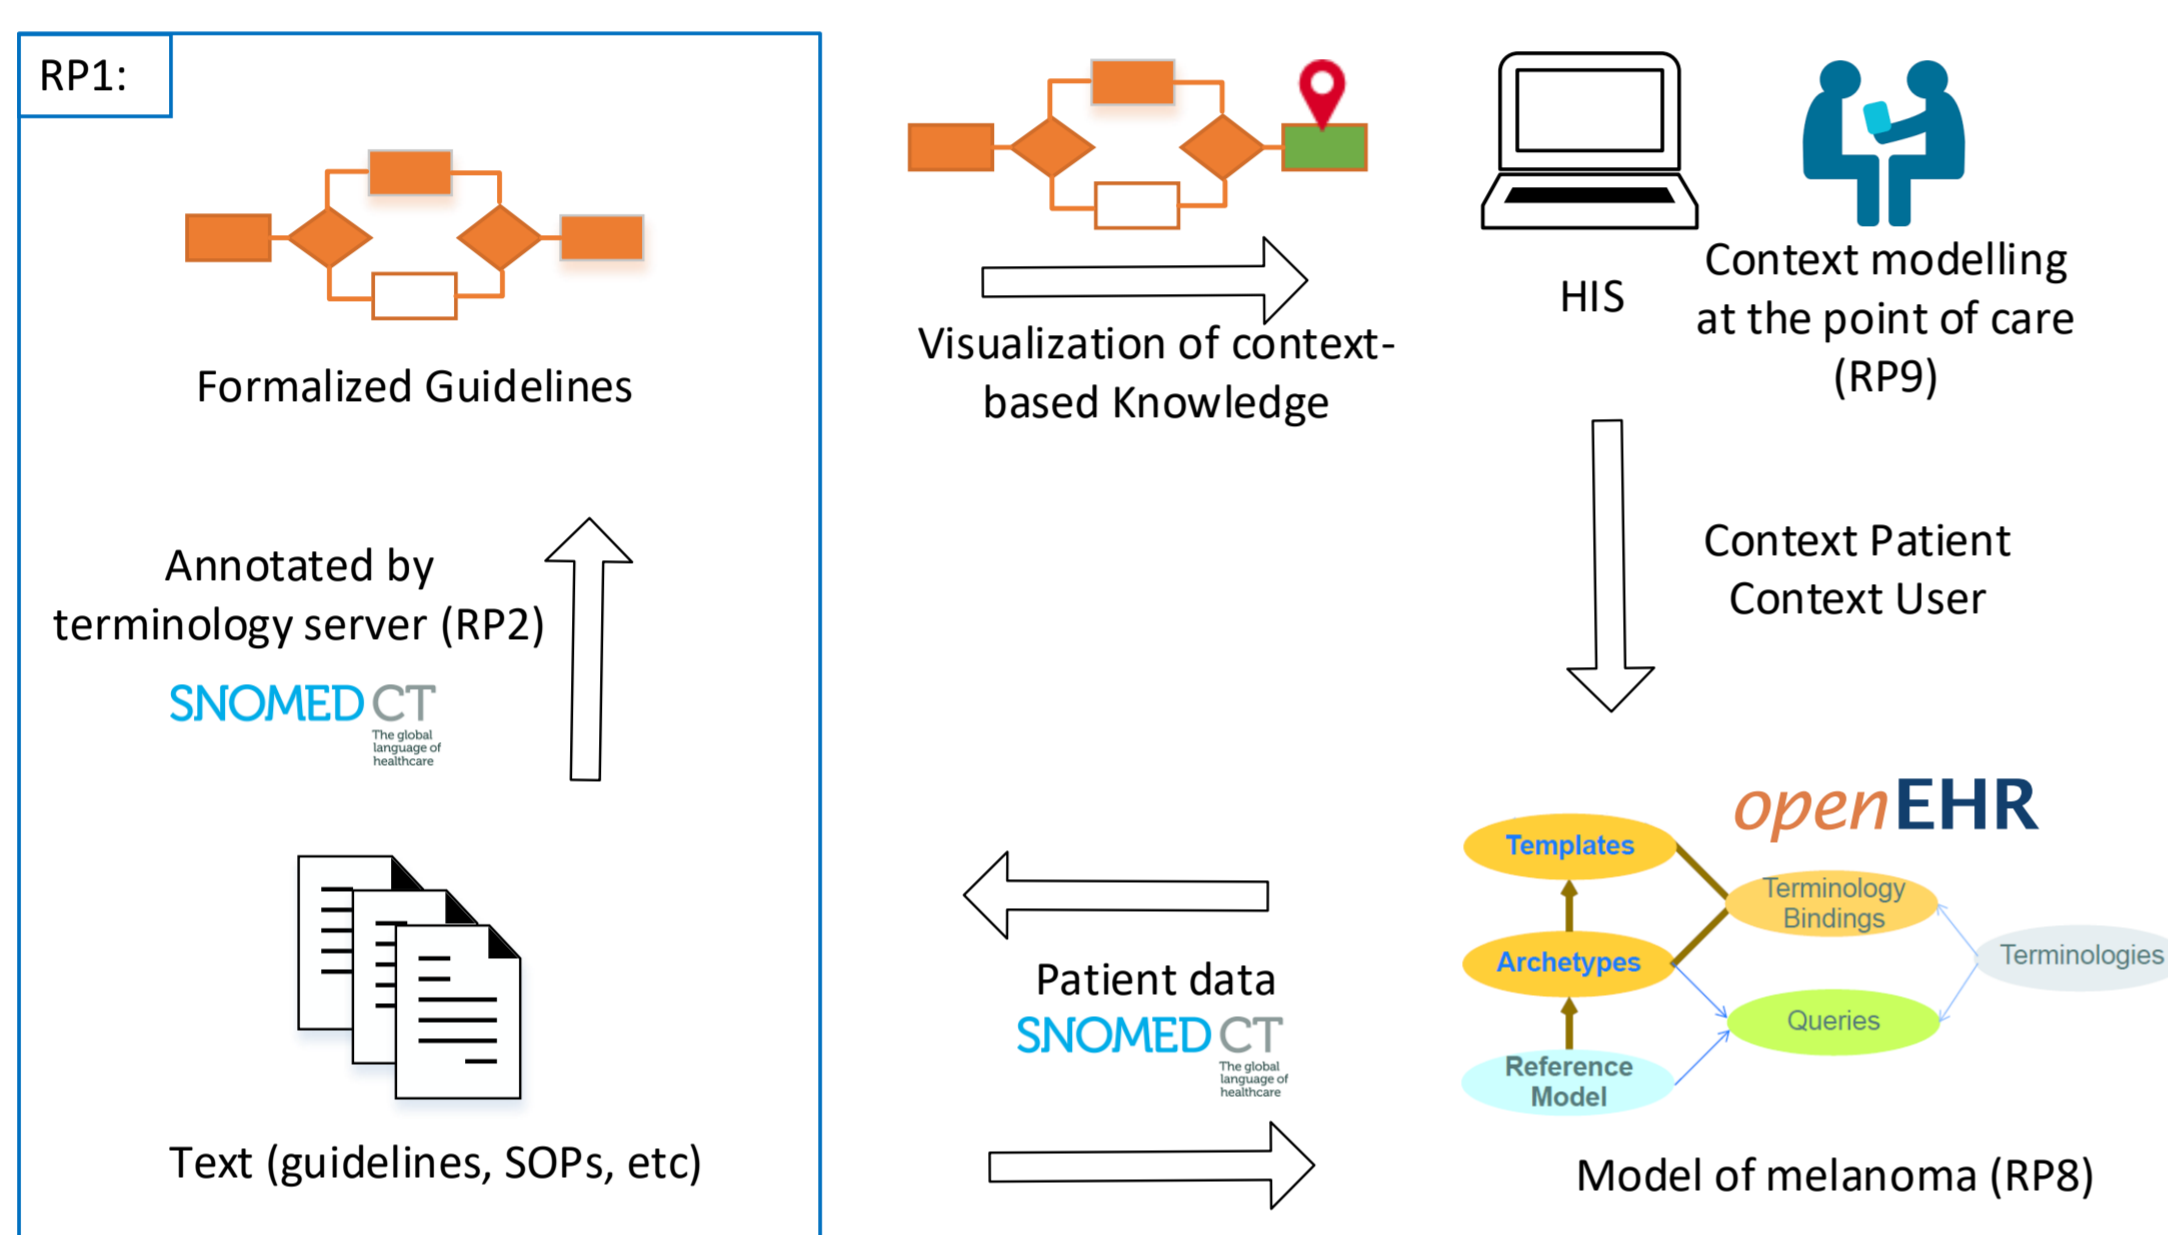 RP1:
Formalized Guidelines
Annotated by
terminology server (RP2)
SNOMED CT
The global
language of
healthcare
Text (guidelines, SOPs, etc)
Visualization of context-
based Knowledge
HIS
Context modelling
at the point of care
(RP9)
Context Patient
Context User
Patient data
SNOMED CT
The global
language of
healthcare
openEHR
Templates
Terminology
Bindings
Archetypes
Terminologies
Queries
Reference
Model
Model of melanoma (RP8)